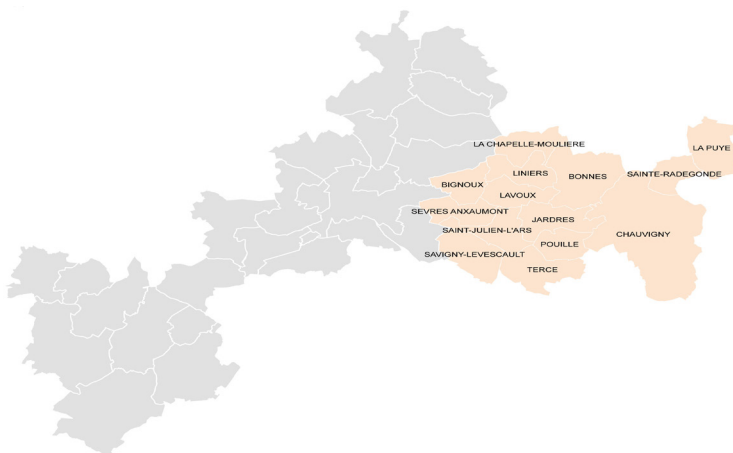 LA CHAPELLE-MOULIERE
LA PUYE
LINIERS
BONNES
SAINTE-RADEGONDE
BIGNOUX
LAVOUX
SEVRES ANXAUMONT
JARDRES
SAINT-JULIEN-L'ARS
CHAUVIGNY
POUILLE
SAVIGNY-LEVESCAULT
TERCE